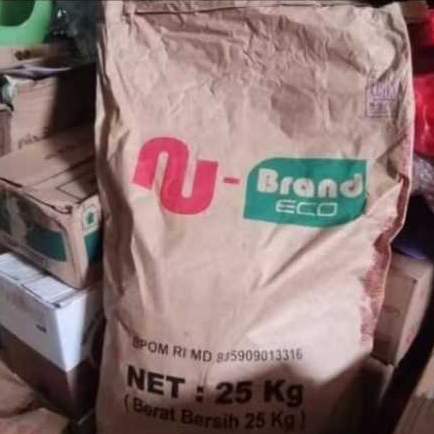 NU-Brand
ECO
BPOM RI MD 835909013316
NET : 25 Kg
( Berat Bersih 25 Kg )